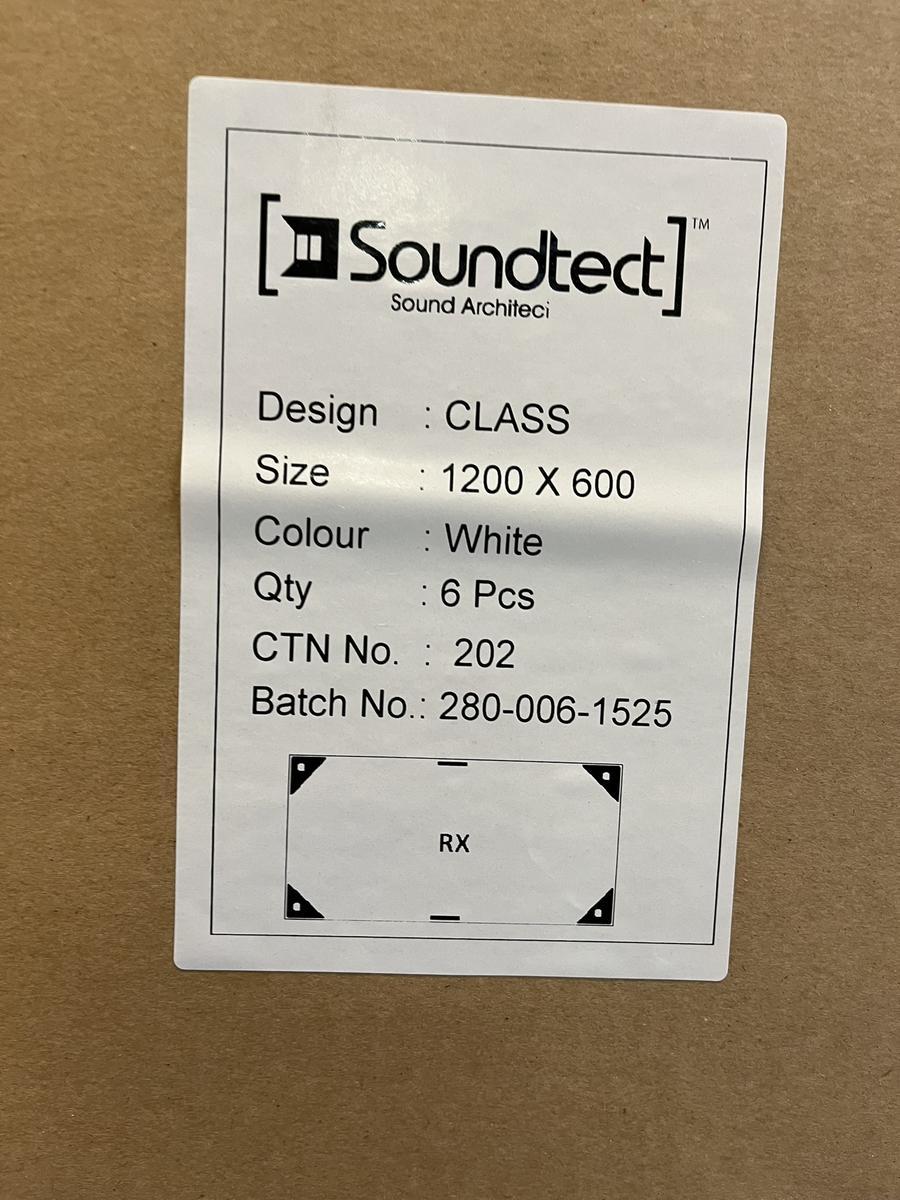 [Soundtect]™
Sound Architeci
Design : CLASS
Size : 1200 X 600
Colour : White
Qty : 6 Pcs
CTN No. : 202
Batch No.: 280-006-1525
RX